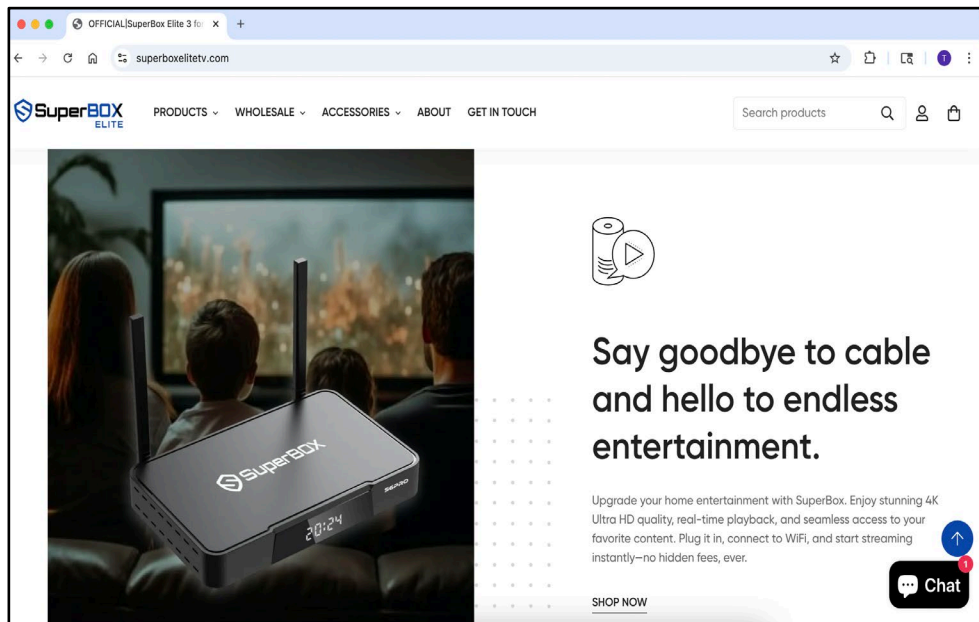 OFFICIAL|SuperBox Elite 3 for
superboxelitetv.com
T
SuperBOX
ELITE
PRODUCTS
WHOLESALE
ACCESSORIES
ABOUT
GET IN TOUCH
Search products
SuperBOX
S6PRO
20:24
Say goodbye to cable
and hello to endless
entertainment.
Upgrade your home entertainment with SuperBox. Enjoy stunning 4K
Ultra HD quality, real-time playback, and seamless access to your
favorite content. Plug it in, connect to WiFi, and start streaming
instantly—no hidden fees, ever.
SHOP NOW
1
Chat